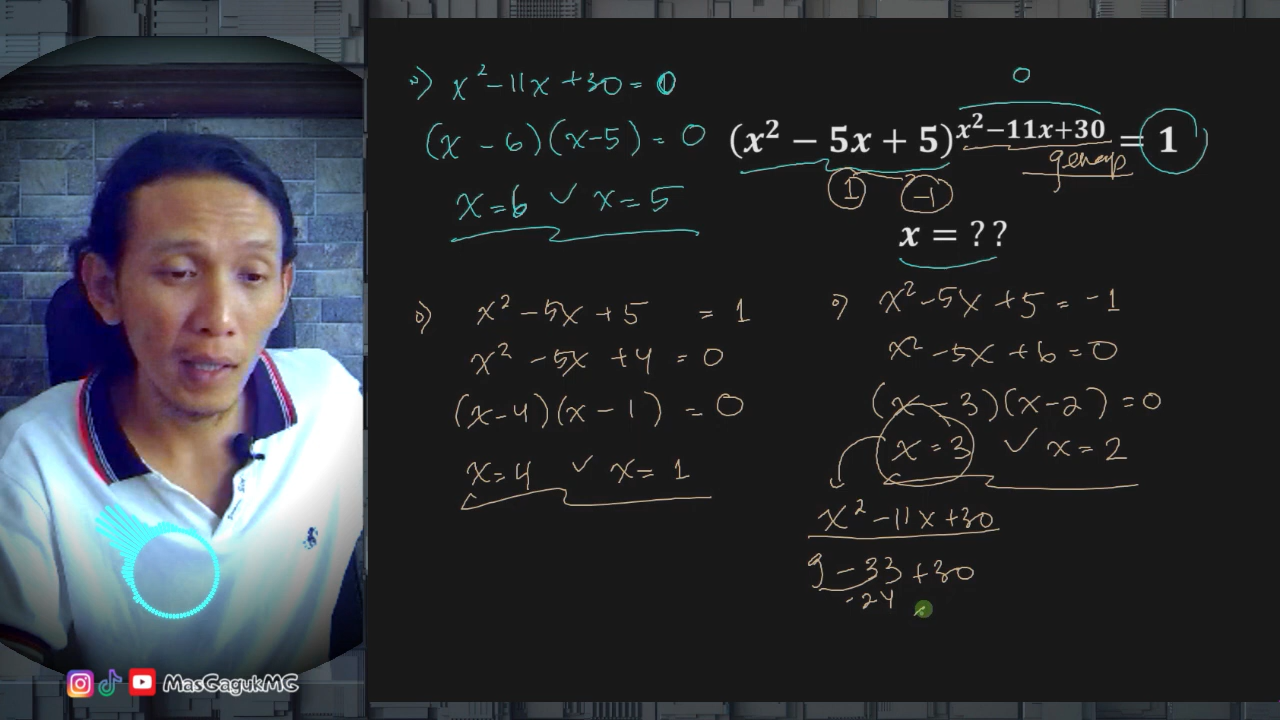 x² - 11x + 30 = 0
(x - 6)(x - 5) = 0
x = 6 ∨ x = 5
0
(x² − 5x + 5)^(x²−11x+30) = 1
genap
1 -1
x = ??
x² - 5x + 5 = 1
x² - 5x + 4 = 0
(x - 4)(x - 1) = 0
x = 4 ∨ x = 1
x² - 5x + 5 = -1
x² - 5x + 6 = 0
(x - 3)(x - 2) = 0
x = 3 ∨ x = 2
x² - 11x + 30
9 - 33 + 30
-24
MasGagukMG